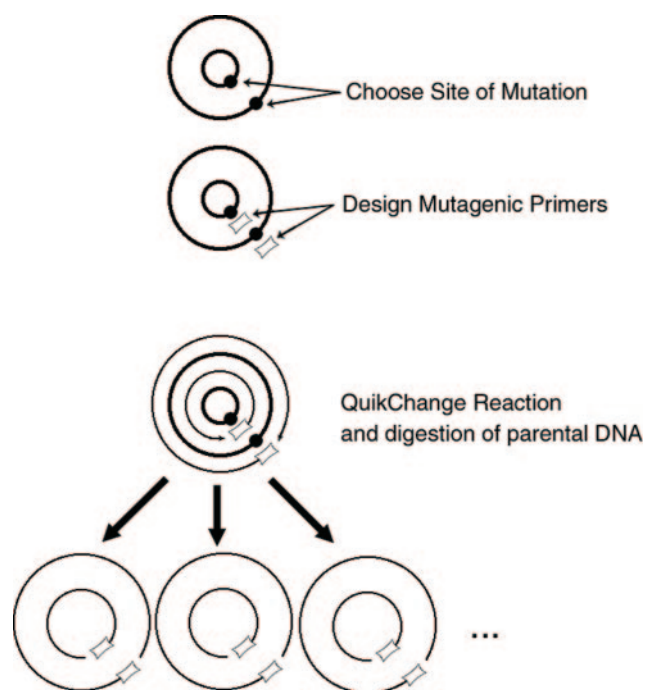 Choose Site of Mutation
Design Mutagenic Primers
QuikChange Reaction
and digestion of parental DNA
...